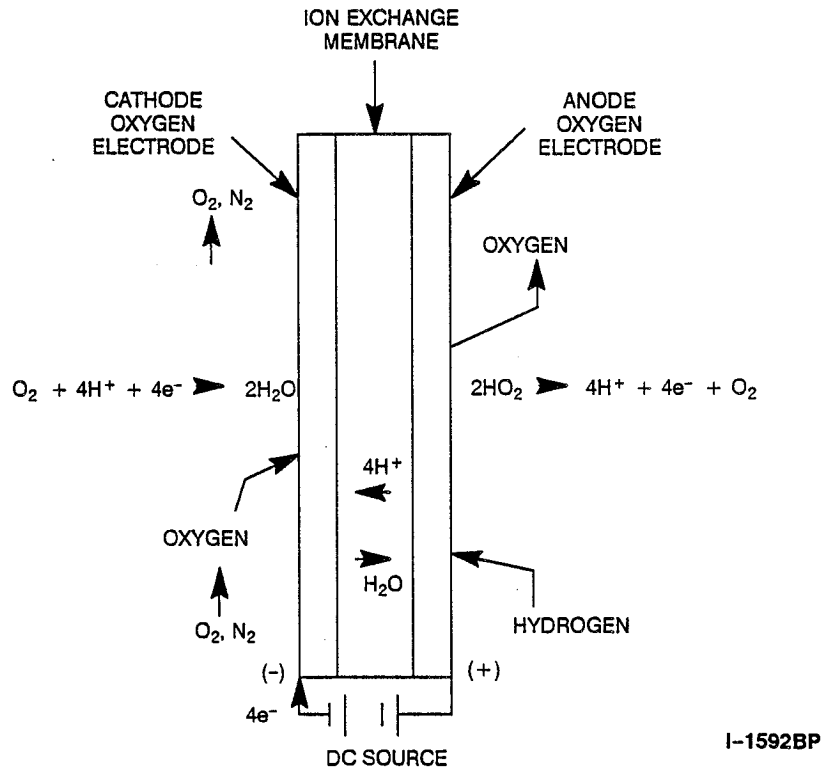 ION EXCHANGE
MEMBRANE
CATHODE
OXYGEN
ELECTRODE
ANODE
OXYGEN
ELECTRODE
O₂, N₂
OXYGEN
O₂ + 4H⁺ + 4e⁻ ➤ 2H₂O
2HO₂ ➤ 4H⁺ + 4e⁻ + O₂
4H⁺
OXYGEN
H₂O
O₂, N₂
HYDROGEN
(-)
(+)
4e⁻
DC SOURCE
I-1592BP